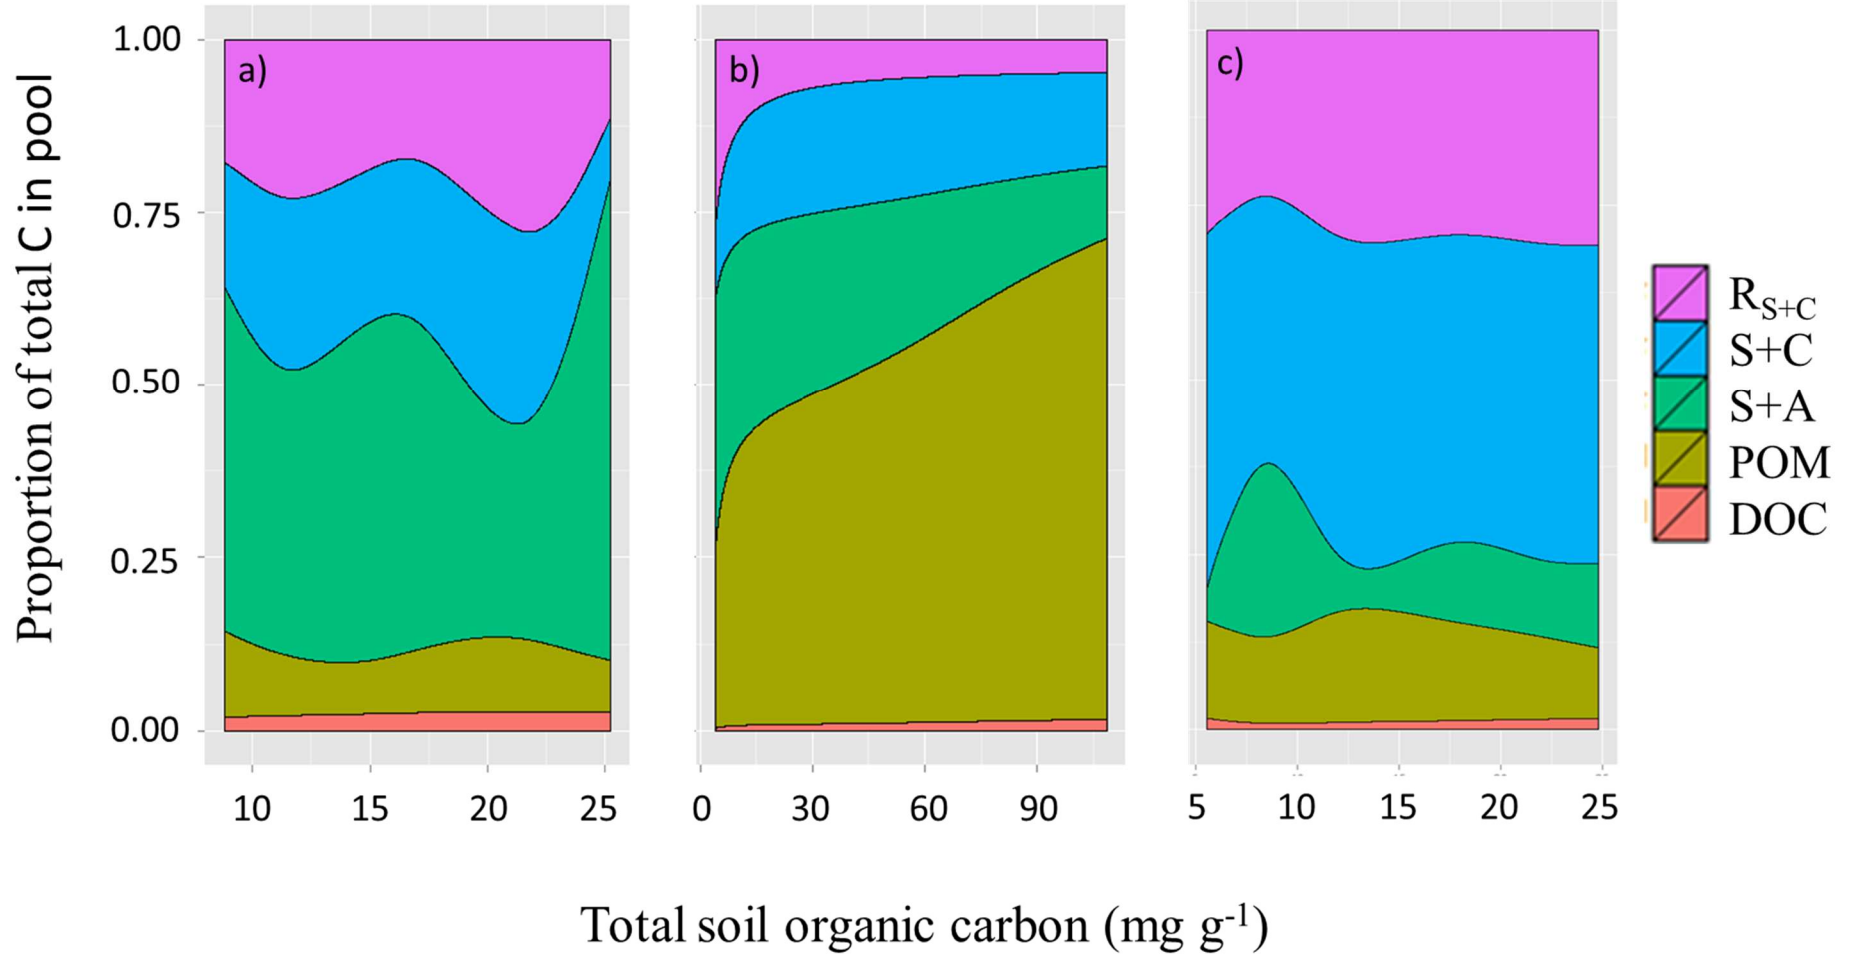 Proportion of total C in pool
1.00
0.75
0.50
0.25
0.00
a)
b)
c)
10 15 20 25
0 30 60 90
5 10 15 20 25
R_{S+C}
S+C
S+A
POM
DOC
Total soil organic carbon (mg g⁻¹)